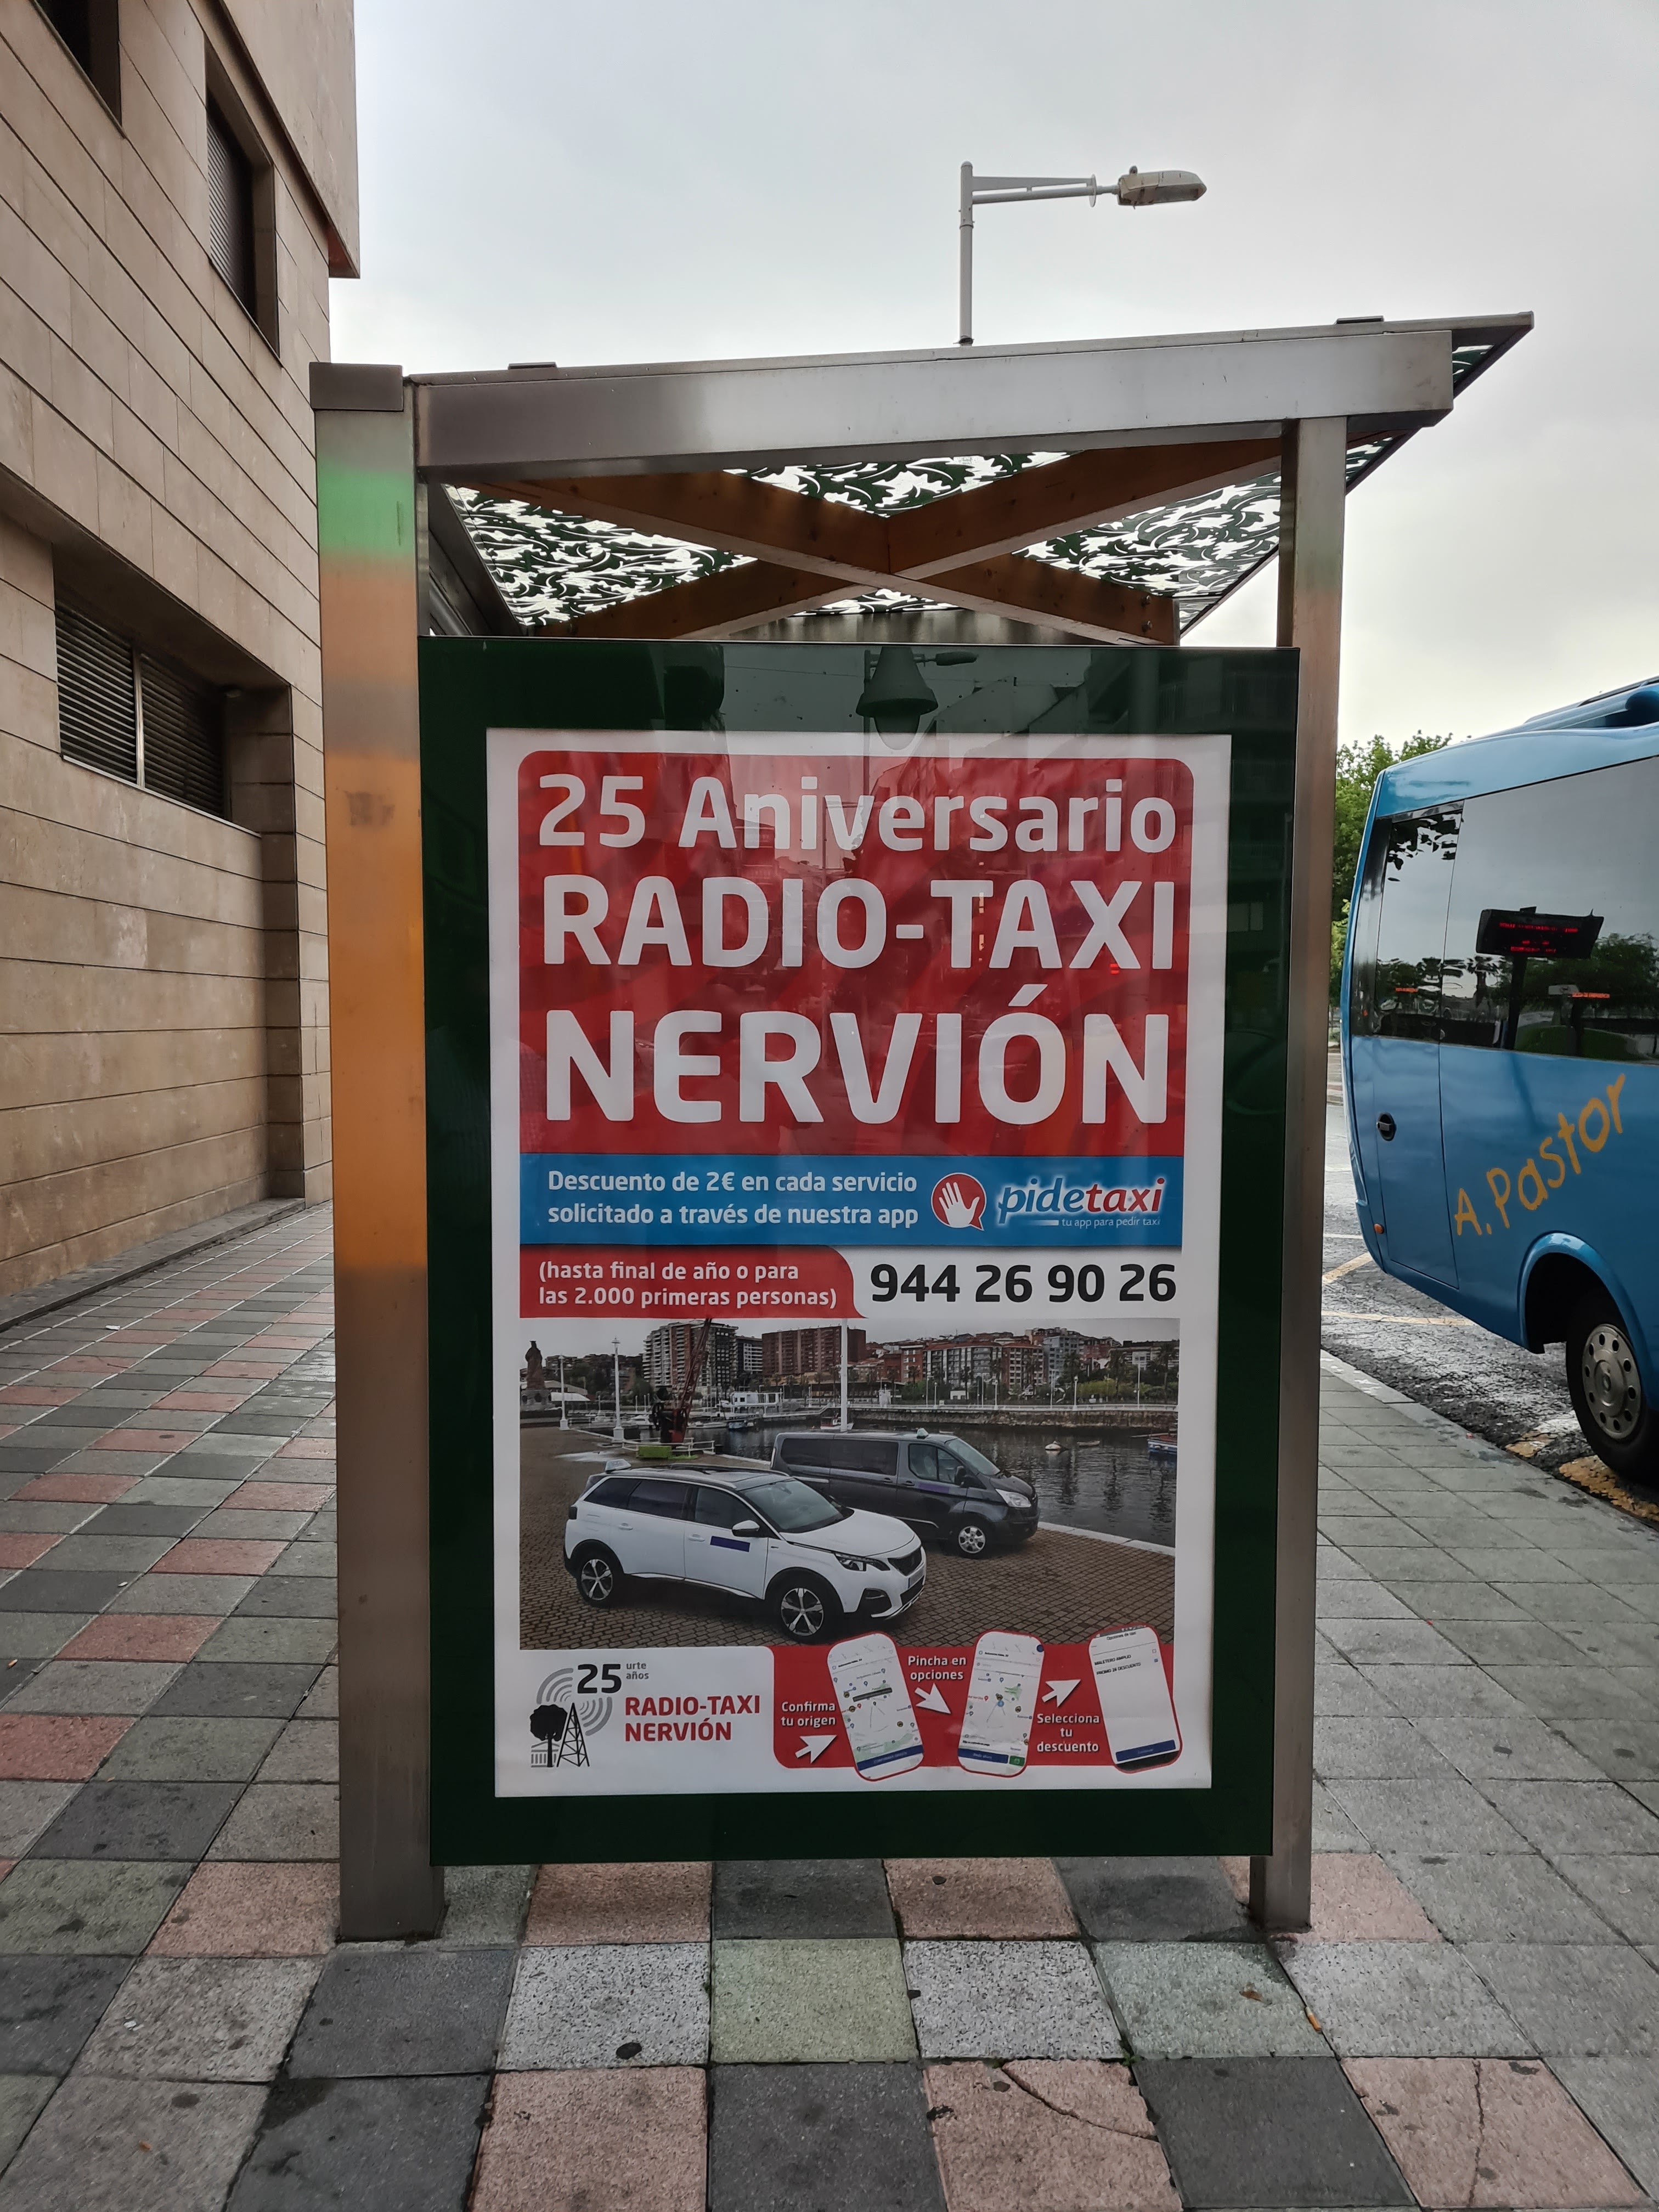 25 Aniversario
RADIO-TAXI
NERVIÓN
Descuento de 2€ en cada servicio
solicitado a través de nuestra app
pidetaxi
tu app para pedir taxi
(hasta final de año o para
las 2.000 primeras personas)
944 26 90 26
25 urte
años
RADIO-TAXI
NERVIÓN
Confirma
tu origen
Pincha en
opciones
Selecciona
tu
descuento
MALETERO AMPLIO
A. Pastor